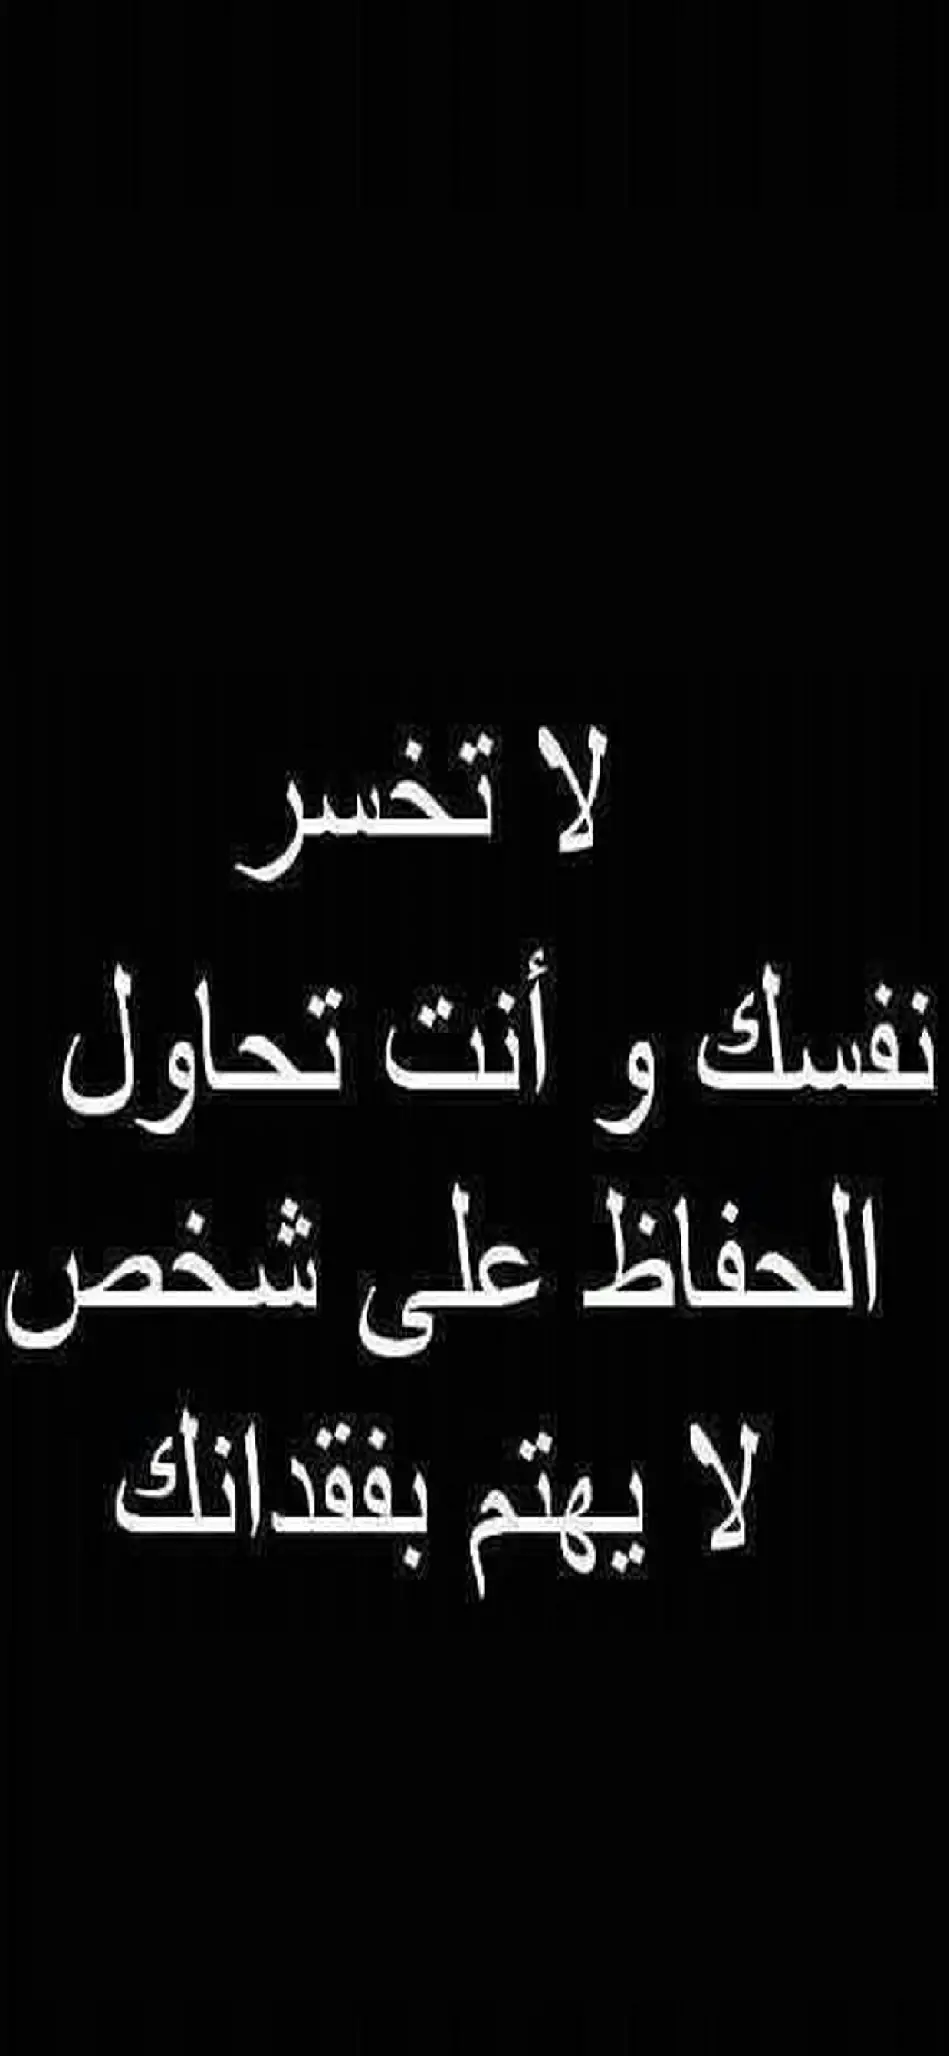 لا تخسر
نفسك و أنت تحاول
الحفاظ على شخص
لا يهتم بفقدانك